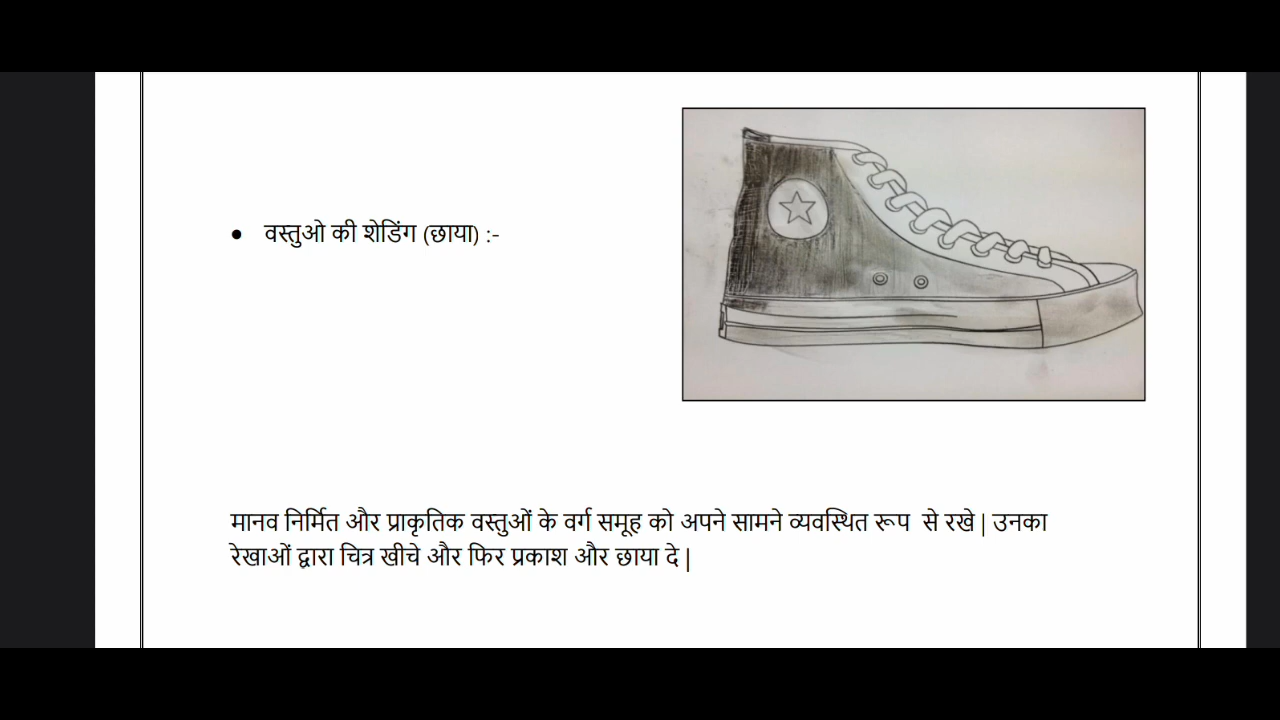 • वस्तुओ की शेडिंग (छाया) :-
मानव निर्मित और प्राकृतिक वस्तुओं के वर्ग समूह को अपने सामने व्यवस्थित रूप से रखे | उनका
रेखाओं द्वारा चित्र खीचे और फिर प्रकाश और छाया दे |